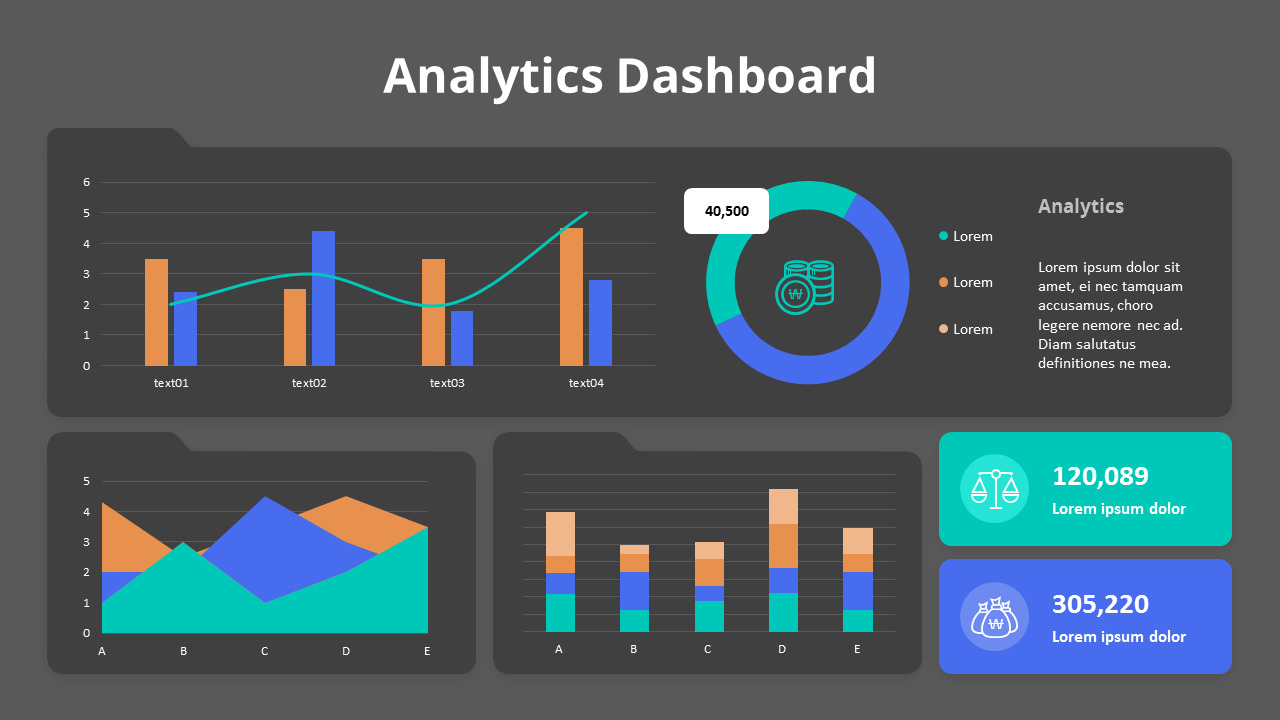 Analytics Dashboard
6
5
4
3
2
1
0
text01
text02
text03
text04
40,500
₩
Lorem
Lorem
Lorem
Analytics
Lorem ipsum dolor sit
amet, ei nec tamquam
accusamus, choro
legere nemore nec ad.
Diam salutatus
definitiones ne mea.
5
4
3
2
1
0
A
B
C
D
E
A
B
C
D
E
120,089
Lorem ipsum dolor
305,220
₩
Lorem ipsum dolor